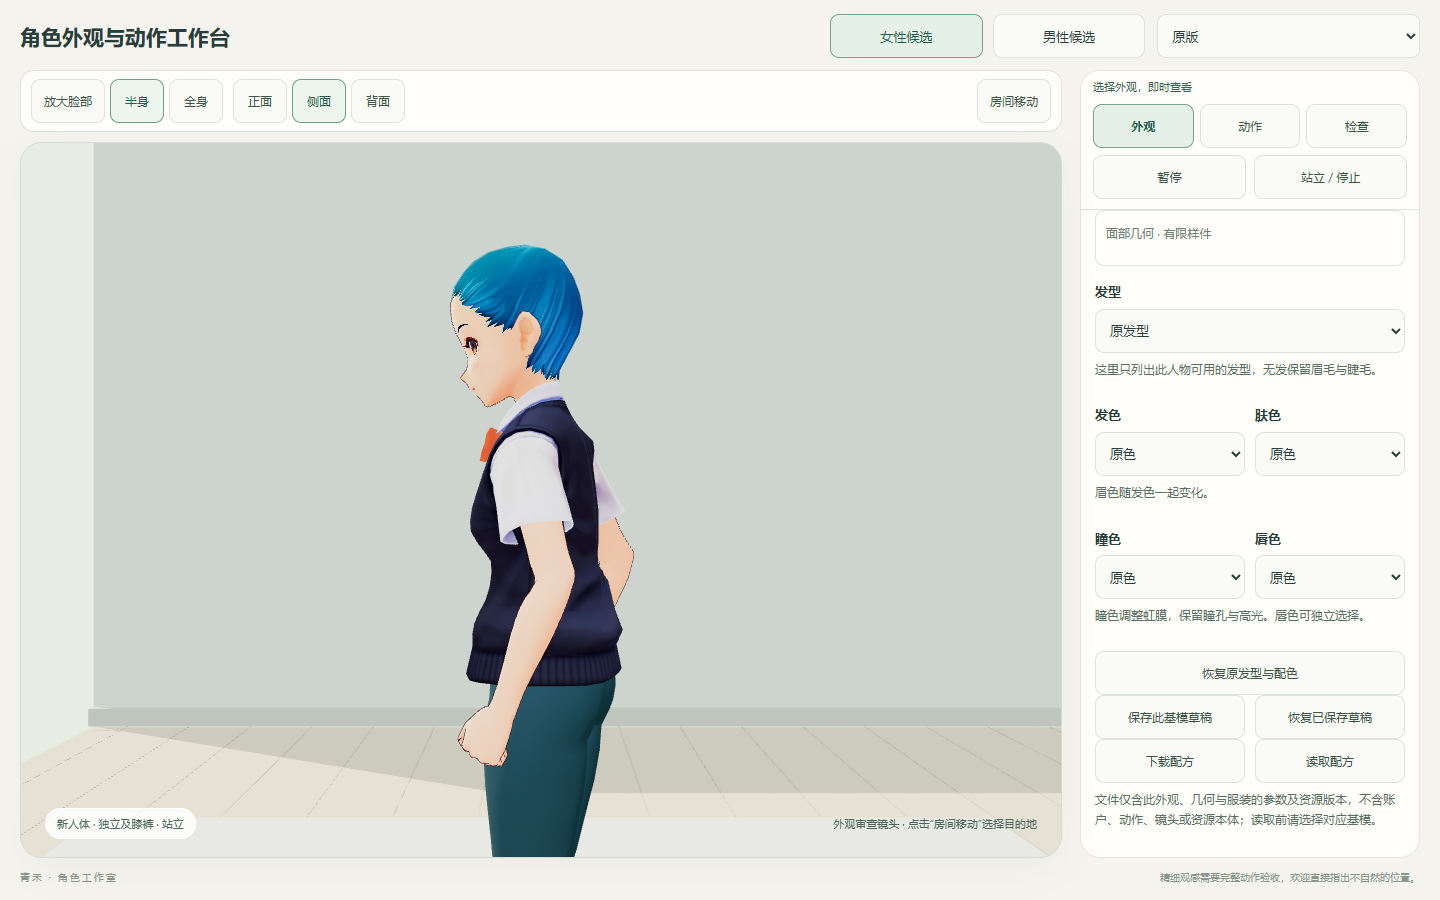 角色外观与动作工作台
女性候选
男性候选
原版
放大脸部
半身
全身
正面
侧面
背面
房间移动
选择外观，即时查看
外观
动作
检查
暂停
站立 / 停止
面部几何 · 有限样件
发型
原发型
这里只列出此人物可用的发型，无发保留眉毛与睫毛。
发色
肤色
原色
原色
眉色随发色一起变化。
瞳色
唇色
原色
原色
瞳色调整虹膜，保留瞳孔与高光。唇色可独立选择。
恢复原发型与配色
保存此基模草稿
恢复已保存草稿
下载配方
读取配方
文件仅含此外观、几何与服装的参数及资源版本，不含账
户、动作、镜头或资源本体；读取前请选择对应基模。
新人体 · 独立及膝裤 · 站立
外观审查镜头 · 点击“房间移动”选择目的地
青禾 · 角色工作室
精细观感需要完整动作验收，欢迎直接指出不自然的位置。